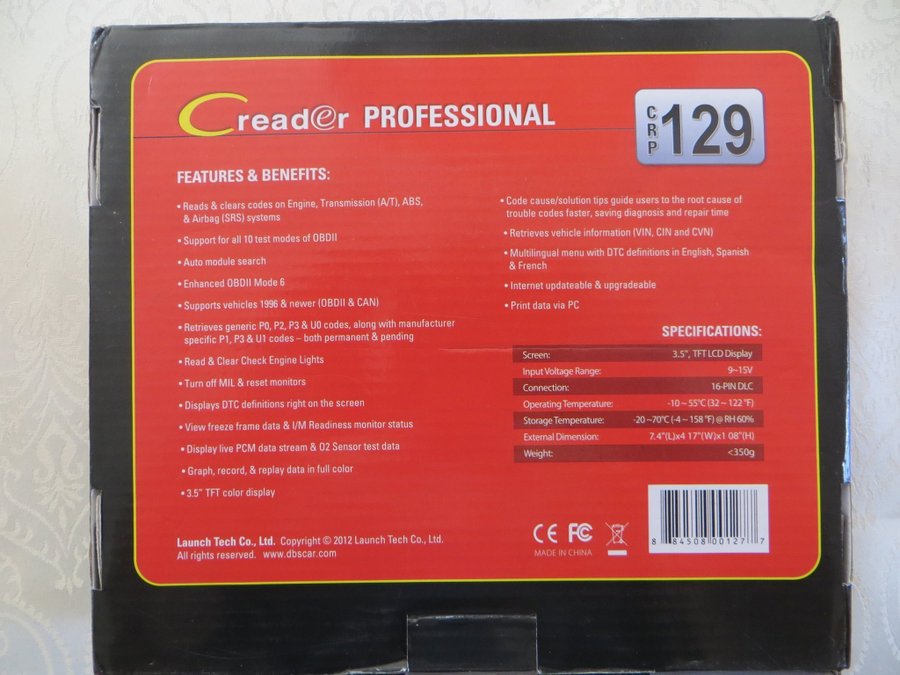 Creader PROFESSIONAL
CRP 129
FEATURES & BENEFITS:
• Reads & clears codes on Engine, Transmission (A/T), ABS,
& Airbag (SRS) systems
• Support for all 10 test modes of OBDII
• Auto module search
• Enhanced OBDII Mode 6
• Supports vehicles 1996 & newer (OBDII & CAN)
• Retrieves generic P0, P2, P3 & U0 codes, along with manufacturer
specific P1, P3 & U1 codes – both permanent & pending
• Read & Clear Check Engine Lights
• Turn off MIL & reset monitors
• Displays DTC definitions right on the screen
• View freeze frame data & I/M Readiness monitor status
• Display live PCM data stream & O2 Sensor test data
• Graph, record, & replay data in full color
• 3.5" TFT color display
• Code cause/solution tips guide users to the root cause of
trouble codes faster, saving diagnosis and repair time
• Retrieves vehicle information (VIN, CIN and CVN)
• Multilingual menu with DTC definitions in English, Spanish
& French
• Internet updateable & upgradeable
• Print data via PC
SPECIFICATIONS:
Screen: 3.5", TFT LCD Display
Input Voltage Range: 9~15V
Connection: 16-PIN DLC
Operating Temperature: -10 ~ 55°C (32 ~ 122 °F)
Storage Temperature: -20 ~70°C (-4 ~ 158 °F) @ RH 60%
External Dimension: 7.4"(L)x4 17"(W)x1 08"(H)
Weight: <350g
Launch Tech Co., Ltd. Copyright © 2012 Launch Tech Co., Ltd.
All rights reserved. www.dbscar.com
CE FC
MADE IN CHINA
8 84508 00127 7